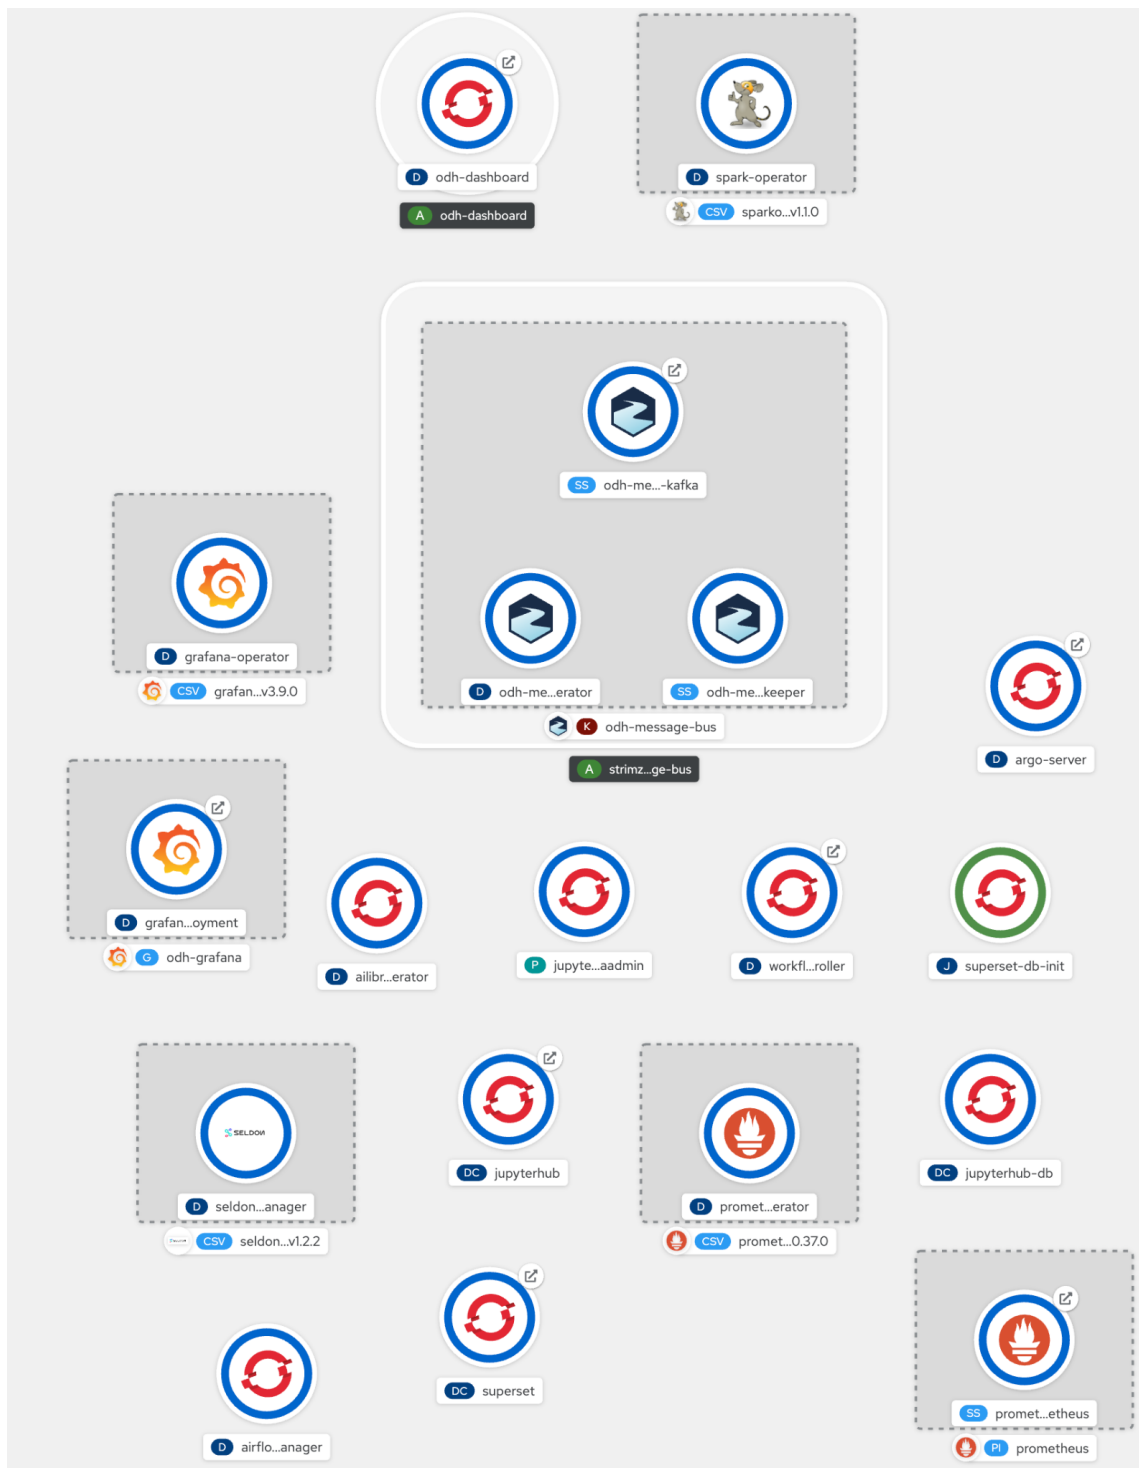 D odh-dashboard
A odh-dashboard
D spark-operator
CSV sparko...v1.1.0
SS odh-me...-kafka
D odh-me...erator
SS odh-me...keeper
K odh-message-bus
A strimz...ge-bus
D grafana-operator
CSV grafan...v3.9.0
D argo-server
D grafan...oyment
G odh-grafana
D ailibr...erator
P jupyte...aadmin
D workfl...roller
J superset-db-init
SELDON
D seldon...anager
CSV seldon...v1.2.2
DC jupyterhub
D promet...erator
CSV promet...0.37.0
DC jupyterhub-db
DC superset
D airflo...anager
SS promet...etheus
PI prometheus